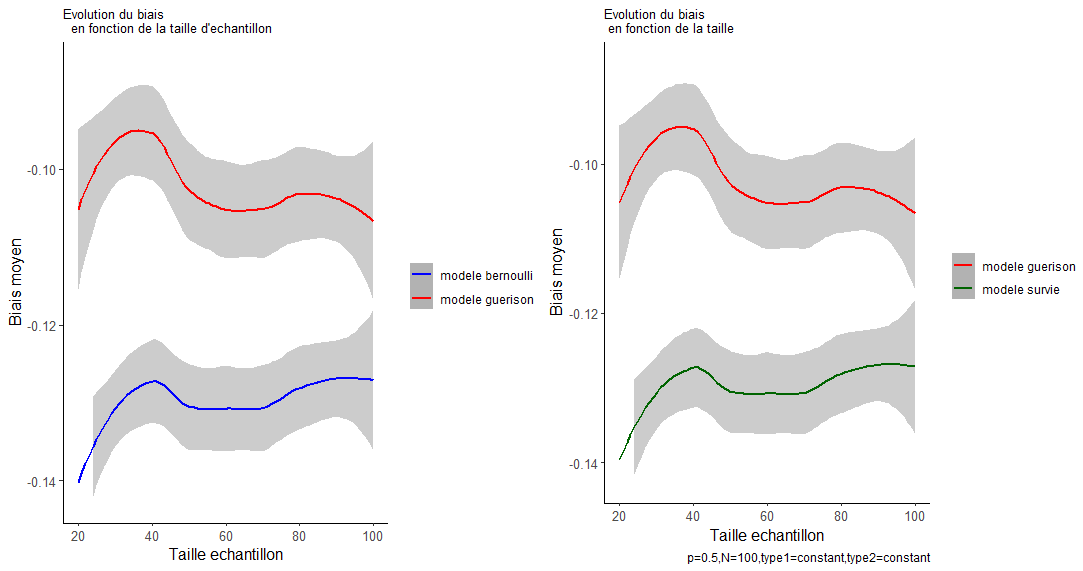 Evolution du biais
en fonction de la taille d'echantillon
Biais moyen
-0.10
-0.12
-0.14
20 40 60 80 100
Taille echantillon
modele bernoulli
modele guerison
Evolution du biais
en fonction de la taille
Biais moyen
-0.10
-0.12
-0.14
20 40 60 80 100
Taille echantillon
p=0.5,N=100,type1=constant,type2=constant
modele guerison
modele survie